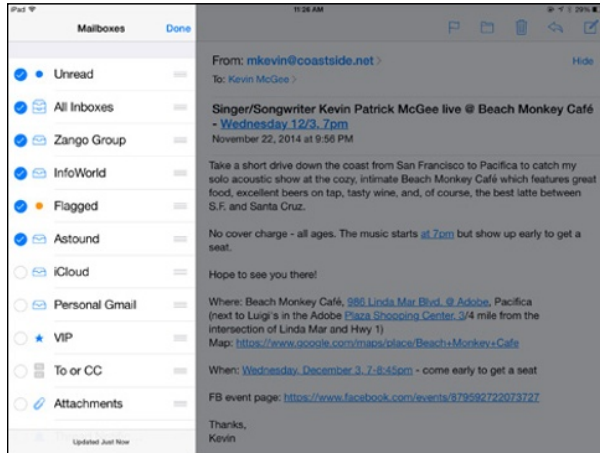 iPad
11:26 AM
29%
Mailboxes
Done
Unread
All Inboxes
Zango Group
InfoWorld
Flagged
Astound
iCloud
Personal Gmail
VIP
To or CC
Attachments
Updated Just Now
From: mkevin@coastside.net >
Hide
To: Kevin McGee >
Singer/Songwriter Kevin Patrick McGee live @ Beach Monkey Café
- Wednesday 12/3, 7pm
November 22, 2014 at 9:56 PM
Take a short drive down the coast from San Francisco to Pacifica to catch my
solo acoustic show at the cozy, intimate Beach Monkey Café which features great
food, excellent beers on tap, tasty wine, and, of course, the best latte between
S.F. and Santa Cruz.
No cover charge - all ages. The music starts at 7pm but show up early to get a
seat.
Hope to see you there!
Where: Beach Monkey Café, 986 Linda Mar Blvd. @ Adobe, Pacifica
(next to Luigi's in the Adobe Plaza Shopping Center, 3/4 mile from the
intersection of Linda Mar and Hwy 1)
Map: https://www.google.com/maps/place/Beach+Monkey+Cafe
When: Wednesday, December 3, 7-8:45pm - come early to get a seat
FB event page: https://www.facebook.com/events/879592722073727
Thanks,
Kevin